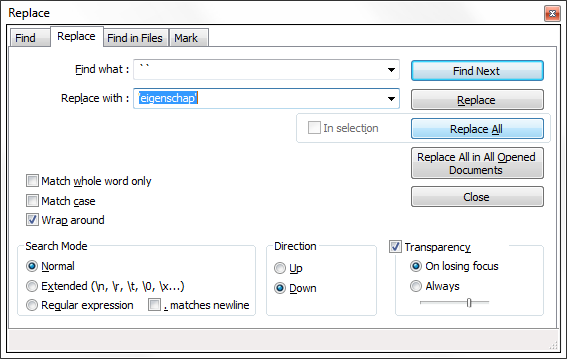 Replace
Find Replace Find in Files Mark
Find what : ``
Find Next
Replace with : 'eigenschap'
Replace
In selection
Replace All
Replace All in All Opened
Documents
Match whole word only
Close
Match case
Wrap around
Search Mode Direction Transparency
Normal Up On losing focus
Extended (\n, \r, \t, \0, \x...) Down Always
Regular expression . matches newline